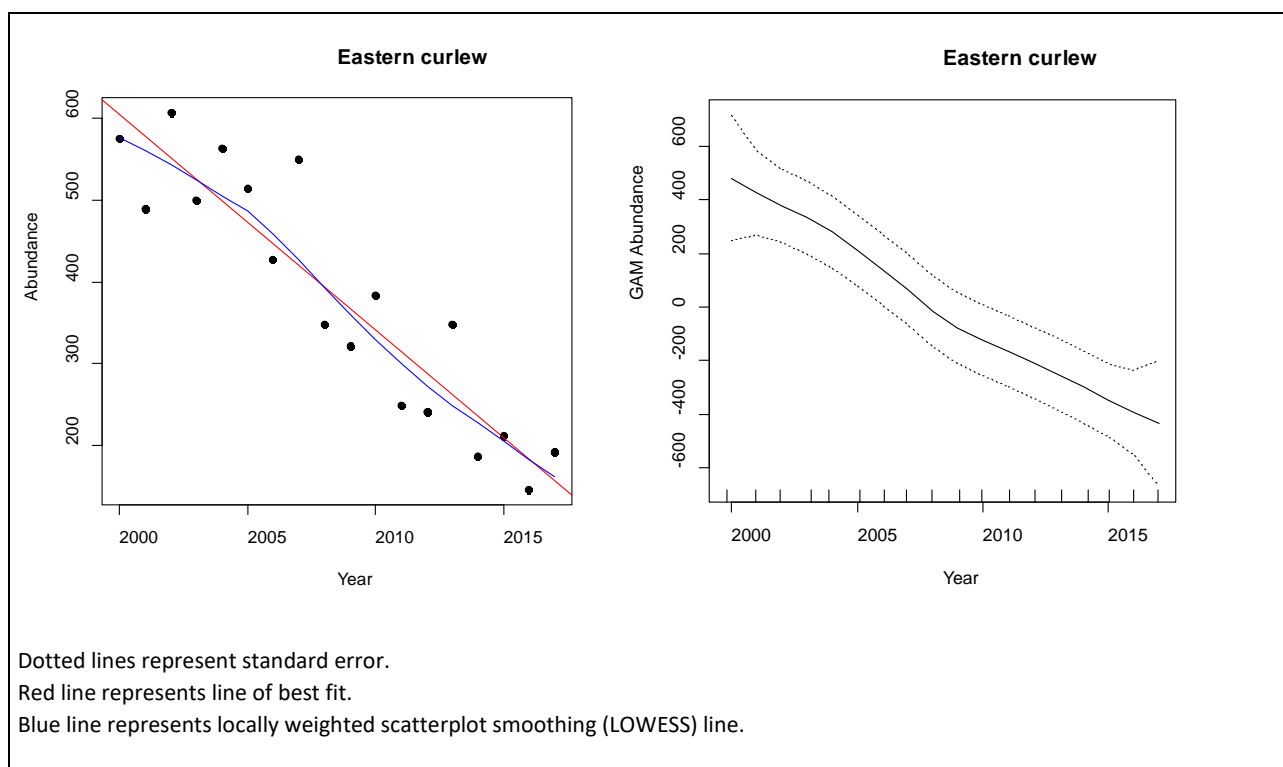 Eastern curlew
600
500
400
300
200
Abundance
2000 2005 2010 2015
Year
Eastern curlew
600
400
200
0
-200
-400
-600
GAM Abundance
2000 2005 2010 2015
Year
Dotted lines represent standard error.
Red line represents line of best fit.
Blue line represents locally weighted scatterplot smoothing (LOWESS) line.